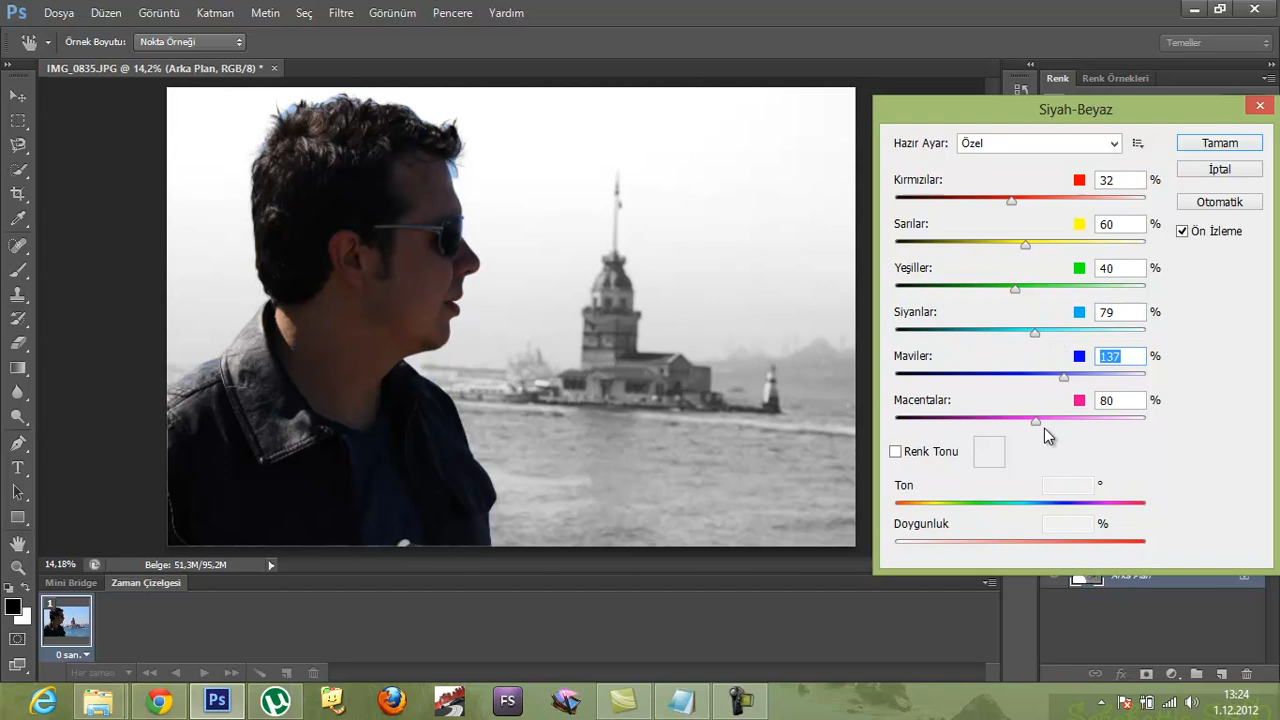 Ps Dosya Düzen Görüntü Katman Metin Seç Filtre Görünüm Pencere Yardım
Örnek Boyutu: Nokta Örneği Temeller
IMG_0835.JPG @ 14,2% (Arka Plan, RGB/8) * Renk Renk Örnekleri
Siyah-Beyaz
Hazır Ayar: Özel Tamam
Kırmızılar: 32 % İptal
Otomatik
Sarılar: 60 % Ön İzleme
Yeşiller: 40 %
Siyanlar: 79 %
Maviler: 137 %
Macentalar: 80 %
Renk Tonu
Ton °
Doygunluk %
14,18% Belge: 51,3M/95,2M
Arka Plan
Mini Bridge Zaman Çizelgesi
1
0 san.
Her zaman
Ps FS
13:24
1.12.2012